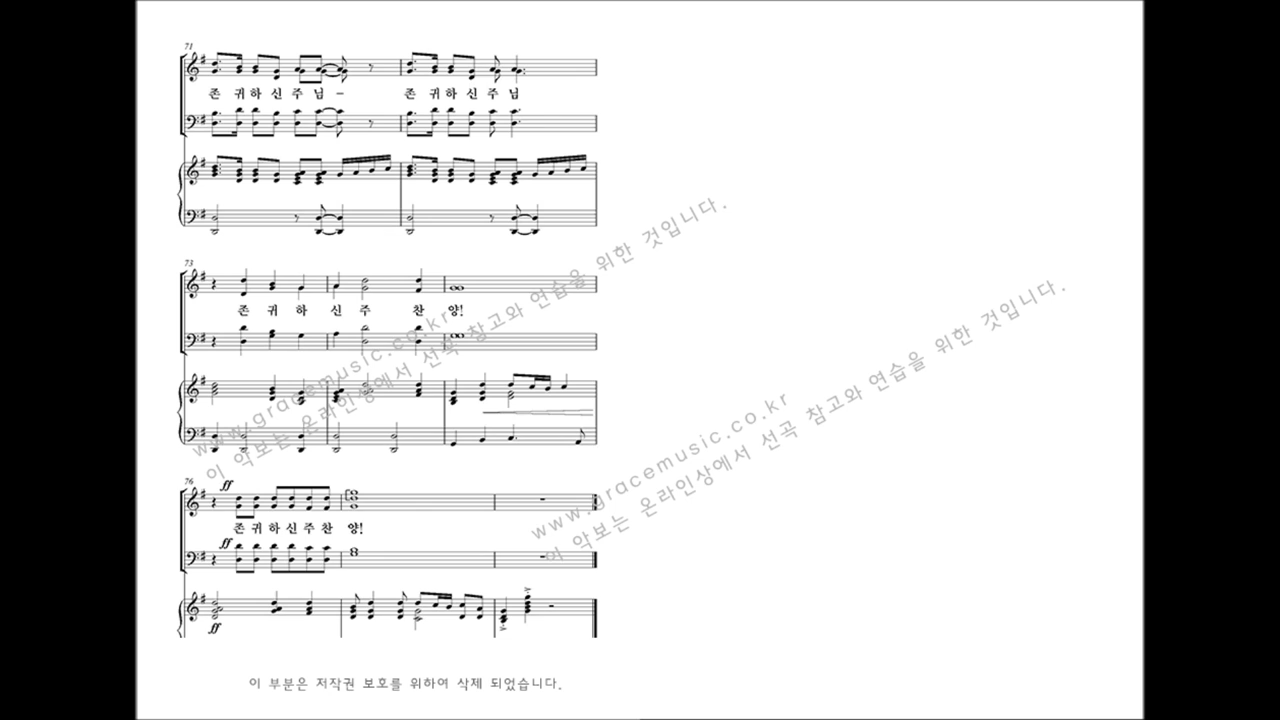 71
존 귀 하 신 주 님 – 존 귀 하 신 주 님
73
존 귀 하 신 주 찬 양!
76
ff
존 귀 하 신 주 찬 양!
ff
ff
www.gracemusic.co.kr
이 악보는 온라인상에서 선곡 참고와 연습을 위한 것입니다.
www.gracemusic.co.kr
이 악보는 온라인상에서 선곡 참고와 연습을 위한 것입니다.
이 부분은 저작권 보호를 위하여 삭제 되었습니다.